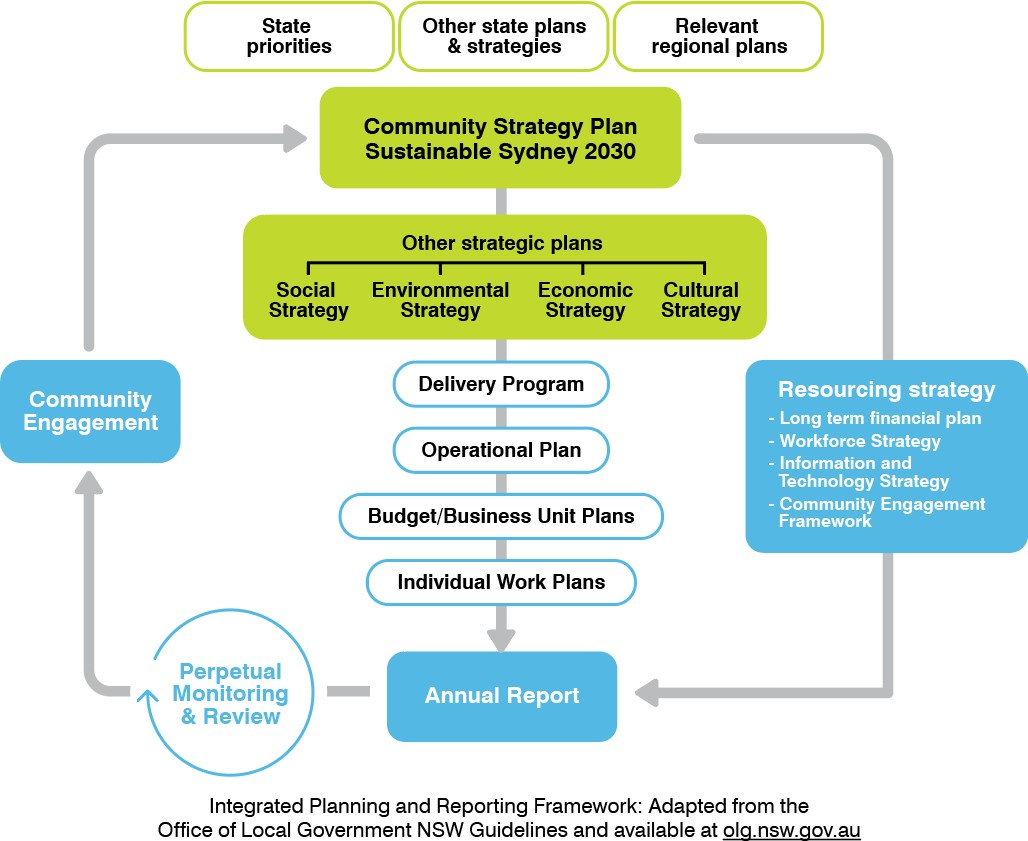 State
priorities
Other state plans
& strategies
Relevant
regional plans
Community Strategy Plan
Sustainable Sydney 2030
Other strategic plans
Social
Strategy
Environmental
Strategy
Economic
Strategy
Cultural
Strategy
Delivery Program
Operational Plan
Budget/Business Unit Plans
Individual Work Plans
Community
Engagement
Resourcing strategy
- Long term financial plan
- Workforce Strategy
- Information and
Technology Strategy
- Community Engagement
Framework
Perpetual
Monitoring
& Review
Annual Report
Integrated Planning and Reporting Framework: Adapted from the
Office of Local Government NSW Guidelines and available at olg.nsw.gov.au